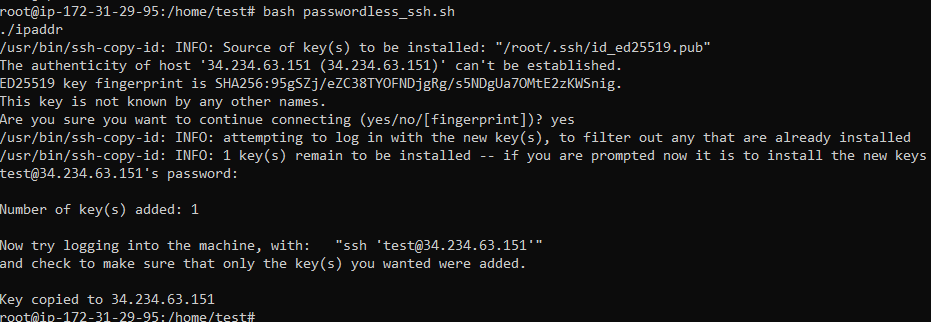 root@ip-172-31-29-95:/home/test# bash passwordless_ssh.sh
./ipaddr
/usr/bin/ssh-copy-id: INFO: Source of key(s) to be installed: "/root/.ssh/id_ed25519.pub"
The authenticity of host '34.234.63.151 (34.234.63.151)' can't be established.
ED25519 key fingerprint is SHA256:95gSZj/eZC38TYOFNDjgRg/s5NDgUa7OMtE2zKWSnig.
This key is not known by any other names.
Are you sure you want to continue connecting (yes/no/[fingerprint])? yes
/usr/bin/ssh-copy-id: INFO: attempting to log in with the new key(s), to filter out any that are already installed
/usr/bin/ssh-copy-id: INFO: 1 key(s) remain to be installed -- if you are prompted now it is to install the new keys
test@34.234.63.151's password:
Number of key(s) added: 1
Now try logging into the machine, with:   "ssh 'test@34.234.63.151'"
and check to make sure that only the key(s) you wanted were added.
Key copied to 34.234.63.151
root@ip-172-31-29-95:/home/test#